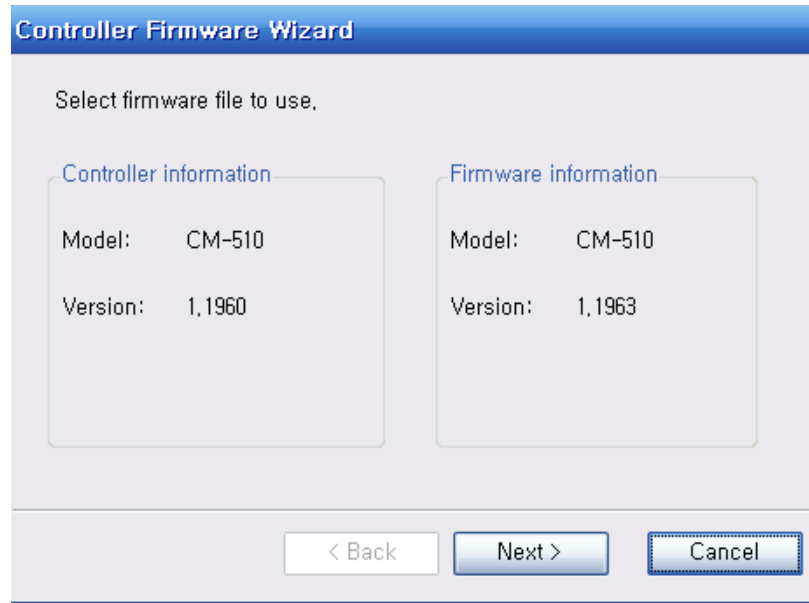 Controller Firmware Wizard
Select firmware file to use,
Controller information
Model: CM-510
Version: 1,1960
Firmware information
Model: CM-510
Version: 1,1963
< Back
Next >
Cancel